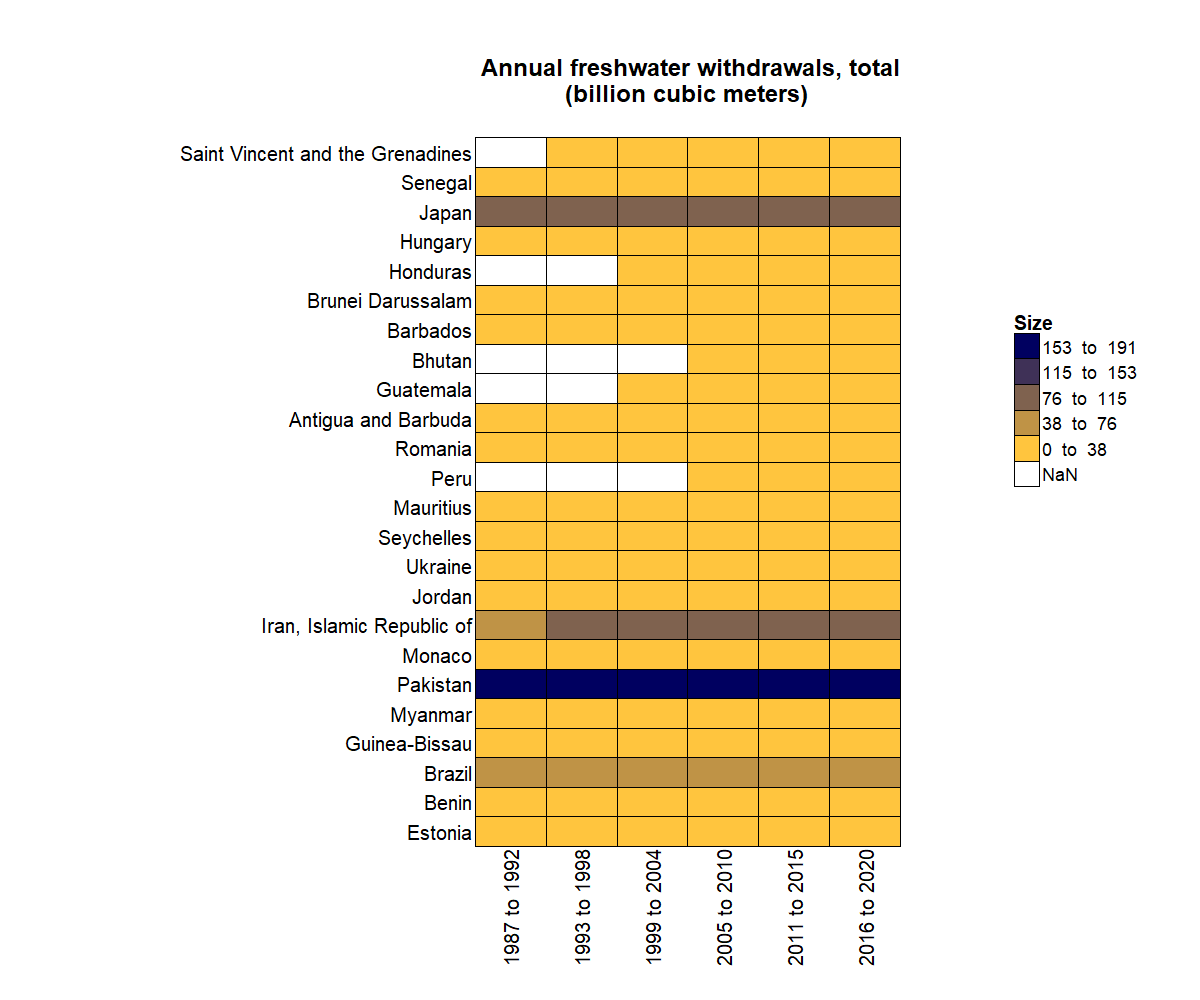 Annual freshwater withdrawals, total
(billion cubic meters)
Saint Vincent and the Grenadines
Senegal
Japan
Hungary
Honduras
Brunei Darussalam
Barbados
Bhutan
Guatemala
Antigua and Barbuda
Romania
Peru
Mauritius
Seychelles
Ukraine
Jordan
Iran, Islamic Republic of
Monaco
Pakistan
Myanmar
Guinea-Bissau
Brazil
Benin
Estonia
1987 to 1992
1993 to 1998
1999 to 2004
2005 to 2010
2011 to 2015
2016 to 2020
Size
153 to 191
115 to 153
76 to 115
38 to 76
0 to 38
NaN